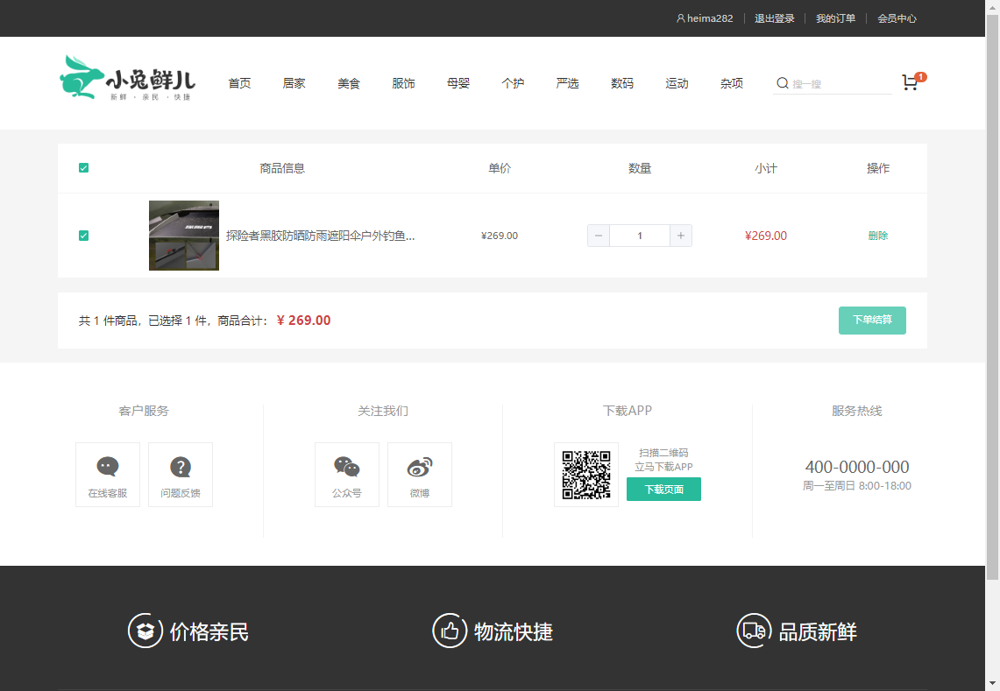 heima282 退出登录 我的订单 会员中心
小兔鲜儿
新鲜 · 亲民 · 快捷
首页 居家 美食 服饰 母婴 个护 严选 数码 运动 杂项 搜一搜 1
商品信息 单价 数量 小计 操作
探险者黑胶防晒防雨遮阳伞户外钓鱼... ¥269.00 － 1 + ¥269.00 删除
共 1 件商品，已选择 1 件，商品合计： ¥ 269.00 下单结算
客户服务 关注我们 下载APP 服务热线
在线客服 问题反馈 公众号 微博
扫描二维码
立马下载APP
下载页面
400-0000-000
周一至周日 8:00-18:00
价格亲民 物流快捷 品质新鲜